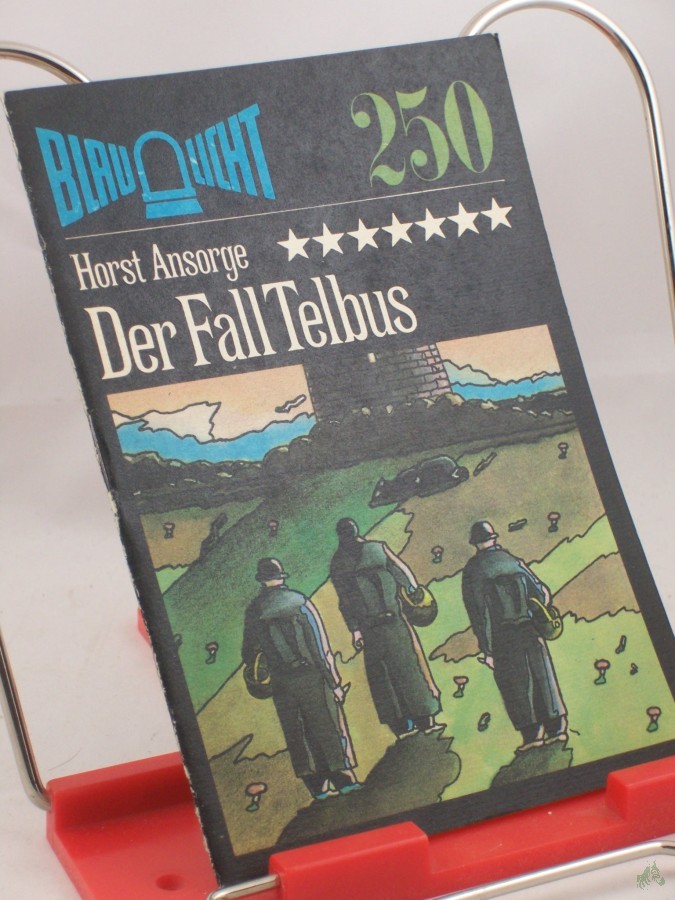 BLAULICHT
250
Horst Ansorge
Der Fall Telbus